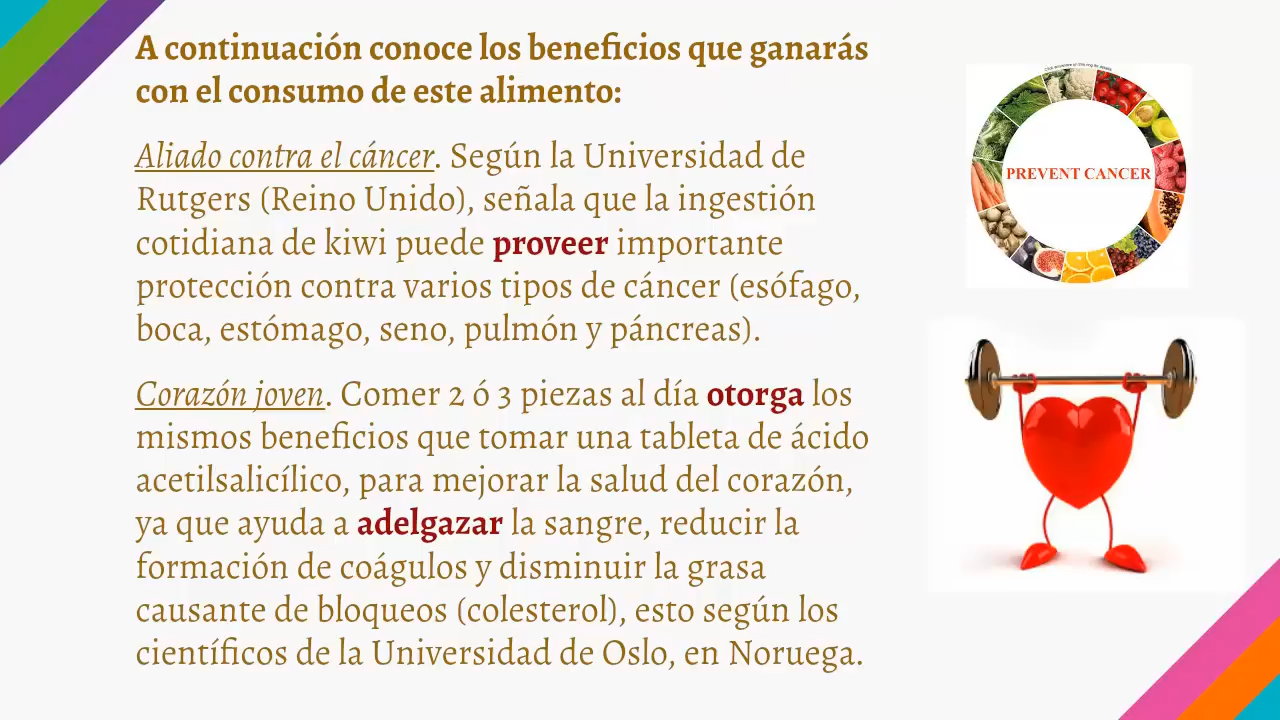 A continuación conoce los beneficios que ganarás
con el consumo de este alimento:
Aliado contra el cáncer. Según la Universidad de
Rutgers (Reino Unido), señala que la ingestión
cotidiana de kiwi puede proveer importante
protección contra varios tipos de cáncer (esófago,
boca, estómago, seno, pulmón y páncreas).
Corazón joven. Comer 2 ó 3 piezas al día otorga los
mismos beneficios que tomar una tableta de ácido
acetilsalicílico, para mejorar la salud del corazón,
ya que ayuda a adelgazar la sangre, reducir la
formación de coágulos y disminuir la grasa
causante de bloqueos (colesterol), esto según los
científicos de la Universidad de Oslo, en Noruega.
PREVENT CANCER